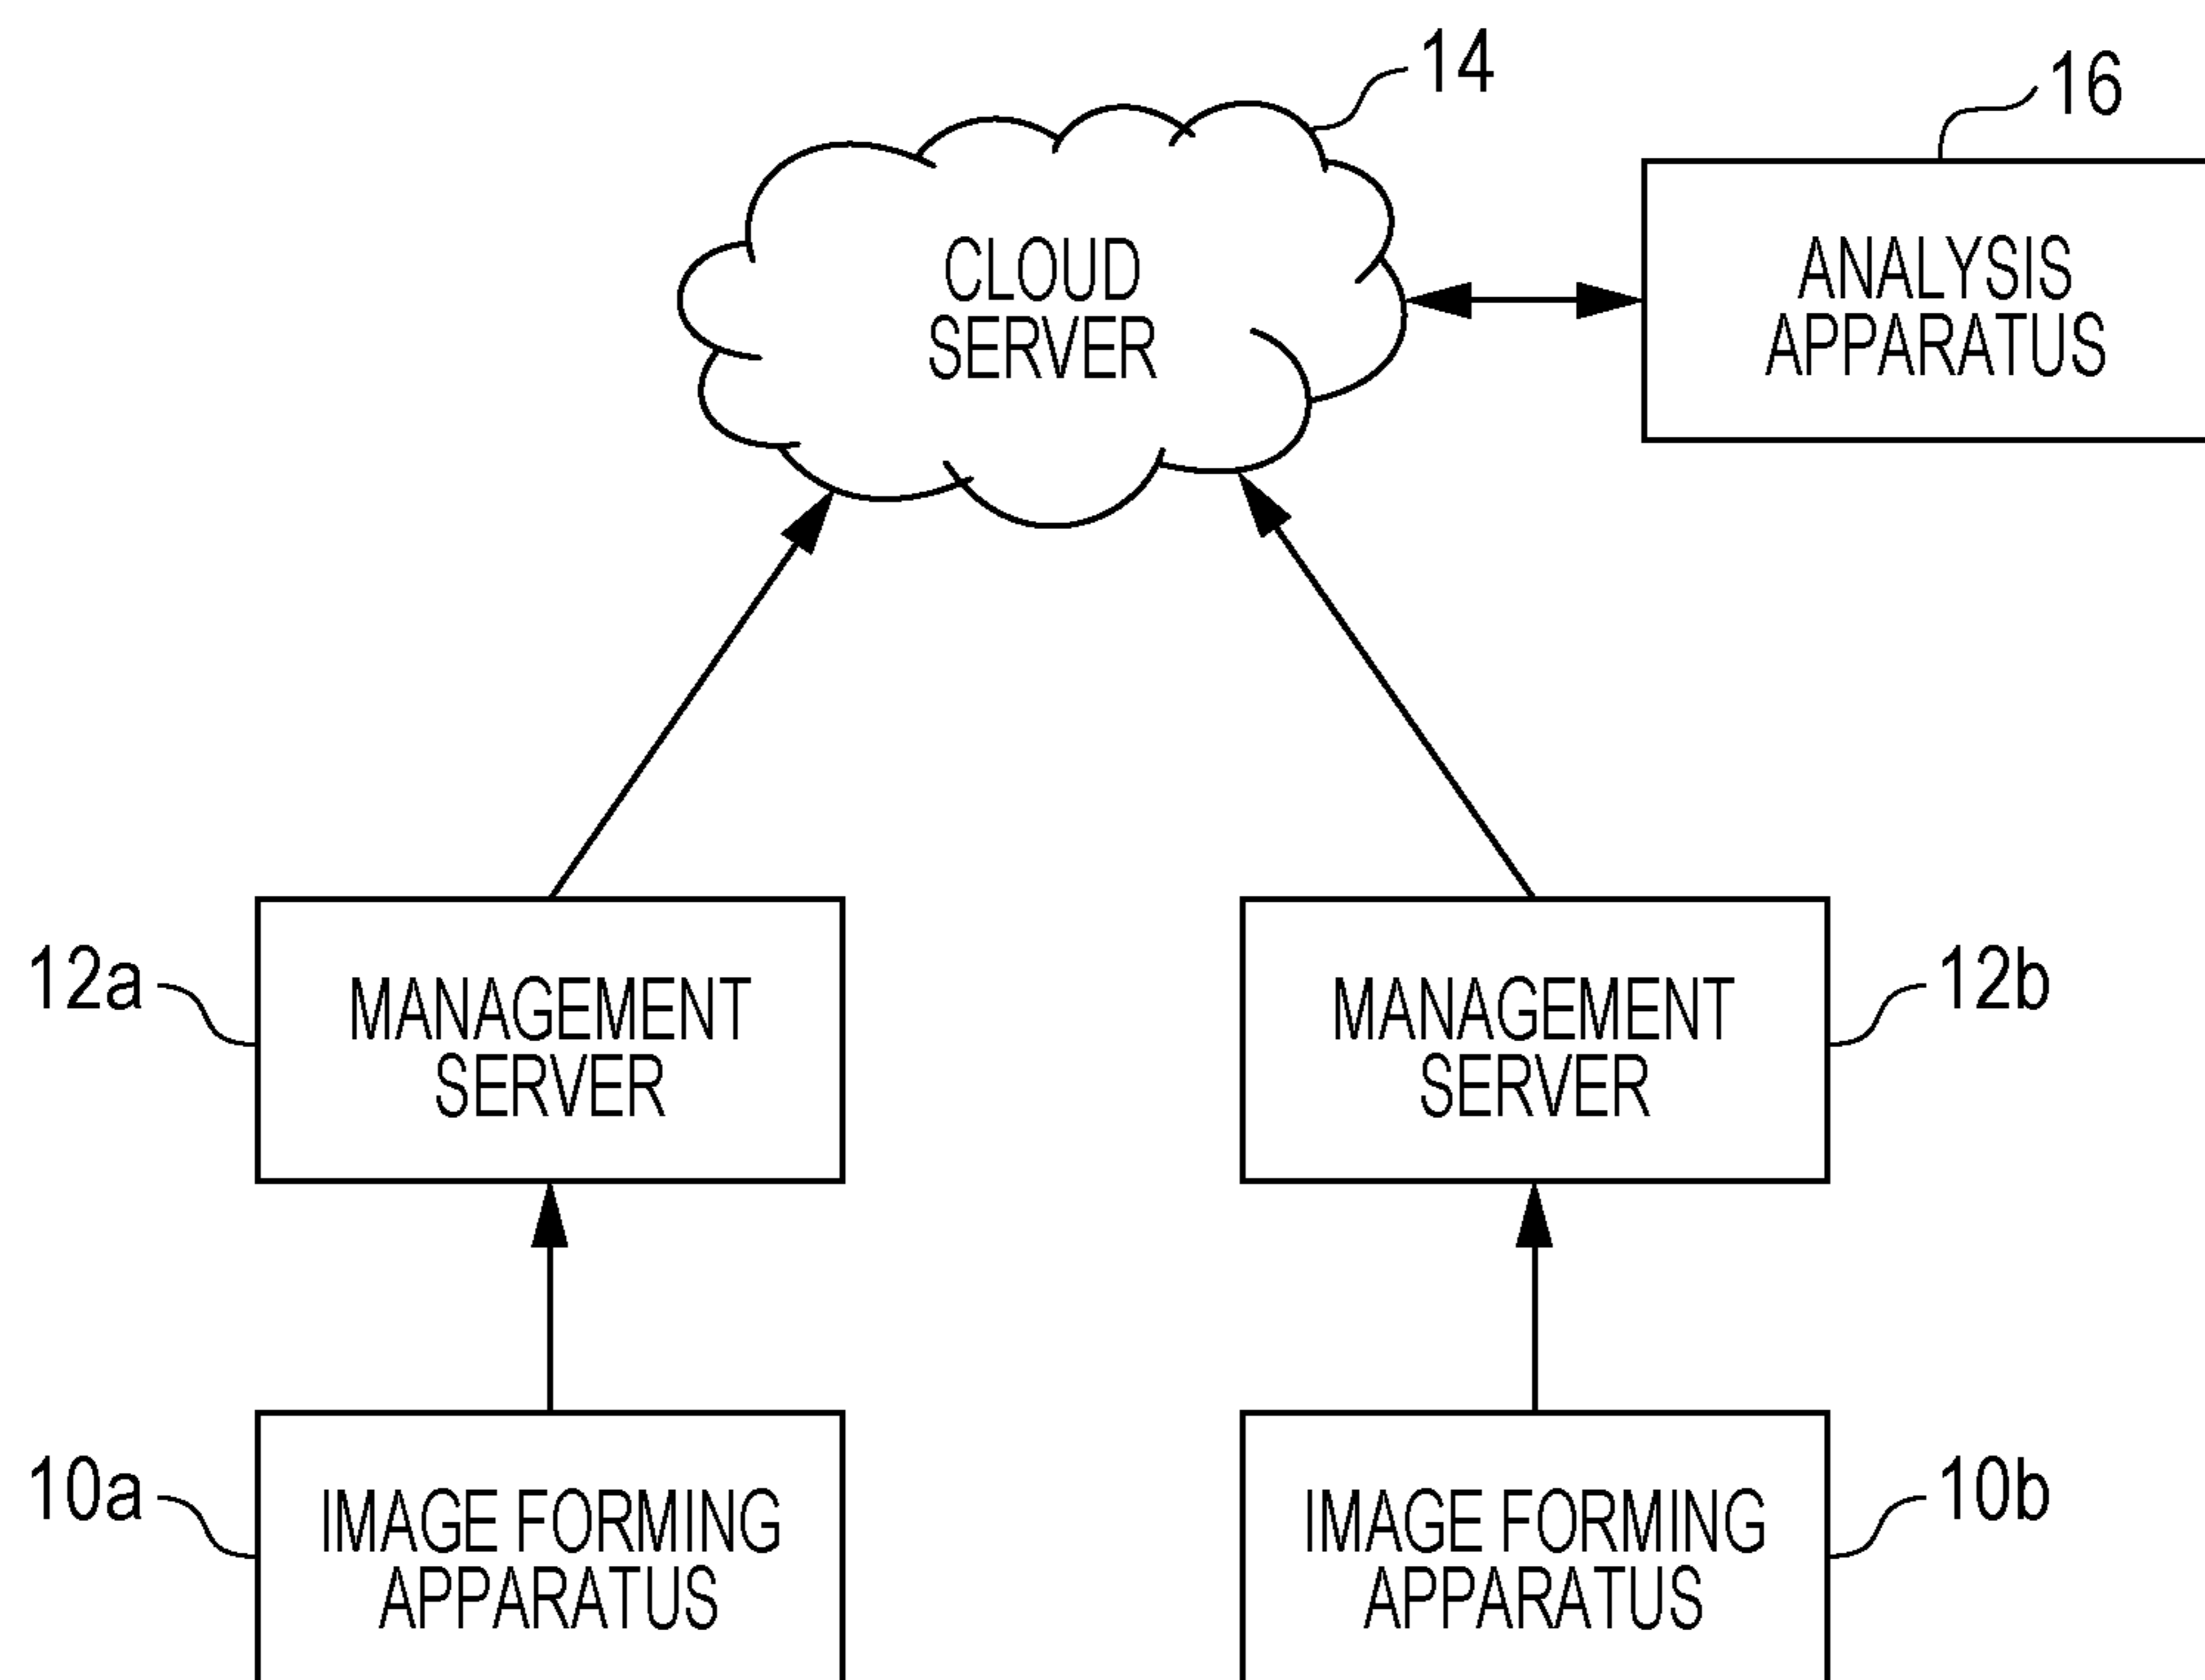 14
16
CLOUD
SERVER
ANALYSIS
APPARATUS
12a
MANAGEMENT
SERVER
MANAGEMENT
SERVER
12b
10a
IMAGE FORMING
APPARATUS
IMAGE FORMING
APPARATUS
10b